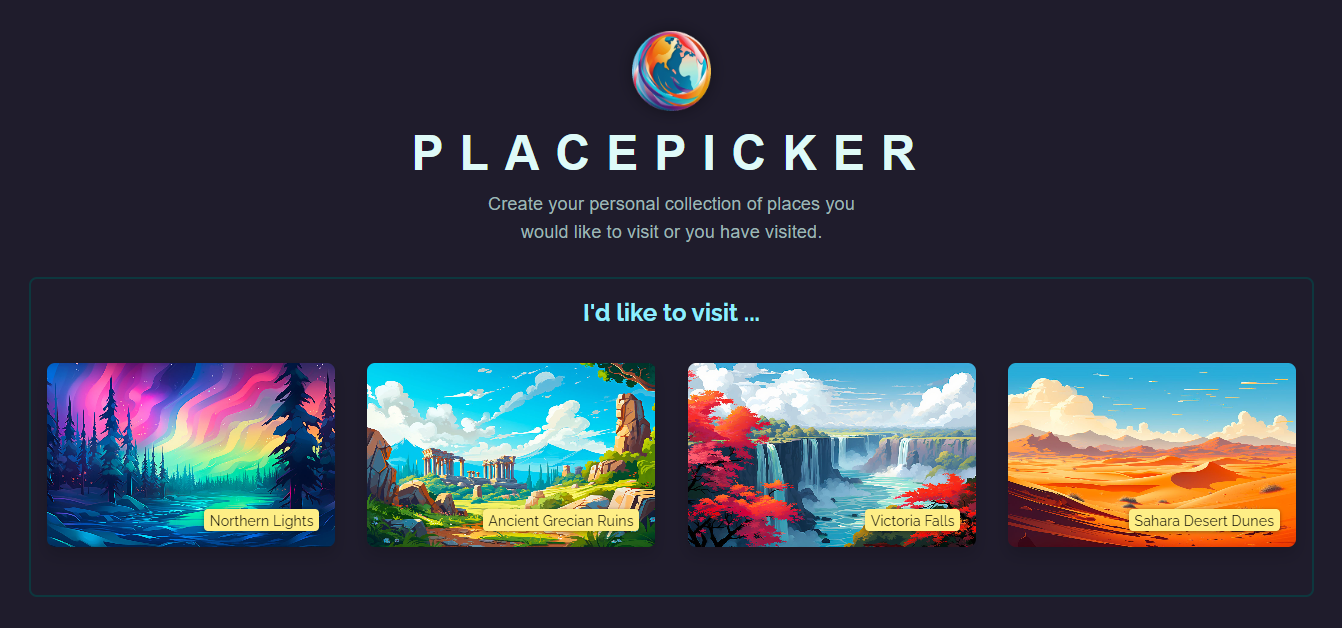 PLACEPICKER
Create your personal collection of places you
would like to visit or you have visited.
I'd like to visit ...
Northern Lights
Ancient Grecian Ruins
Victoria Falls
Sahara Desert Dunes